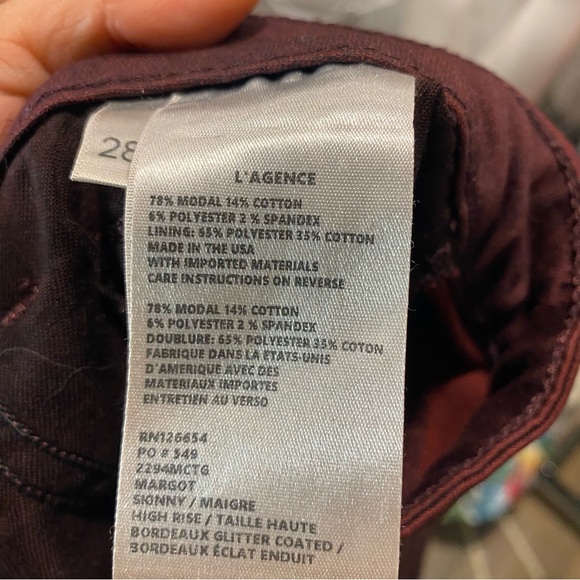 28
L'AGENCE
78% MODAL 14% COTTON
6% POLYESTER 2 % SPANDEX
LINING: 65% POLYESTER 35% COTTON
MADE IN THE USA
WITH IMPORTED MATERIALS
CARE INSTRUCTIONS ON REVERSE
78% MODAL 14% COTTON
6% POLYESTER 2 % SPANDEX
DOUBLURE: 65% POLYESTER 35% COTON
FABRIQUE DANS LA ETATS-UNIS
D'AMERIQUE AVEC DES
MATERIAUX IMPORTES
ENTRETIEN AU VERSO
RN126654
PO # 549
2294MCTG
MARGOT
SKINNY / MAIGRE
HIGH RISE / TAILLE HAUTE
BORDEAUX GLITTER COATED /
BORDEAUX ÉCLAT ENDUIT